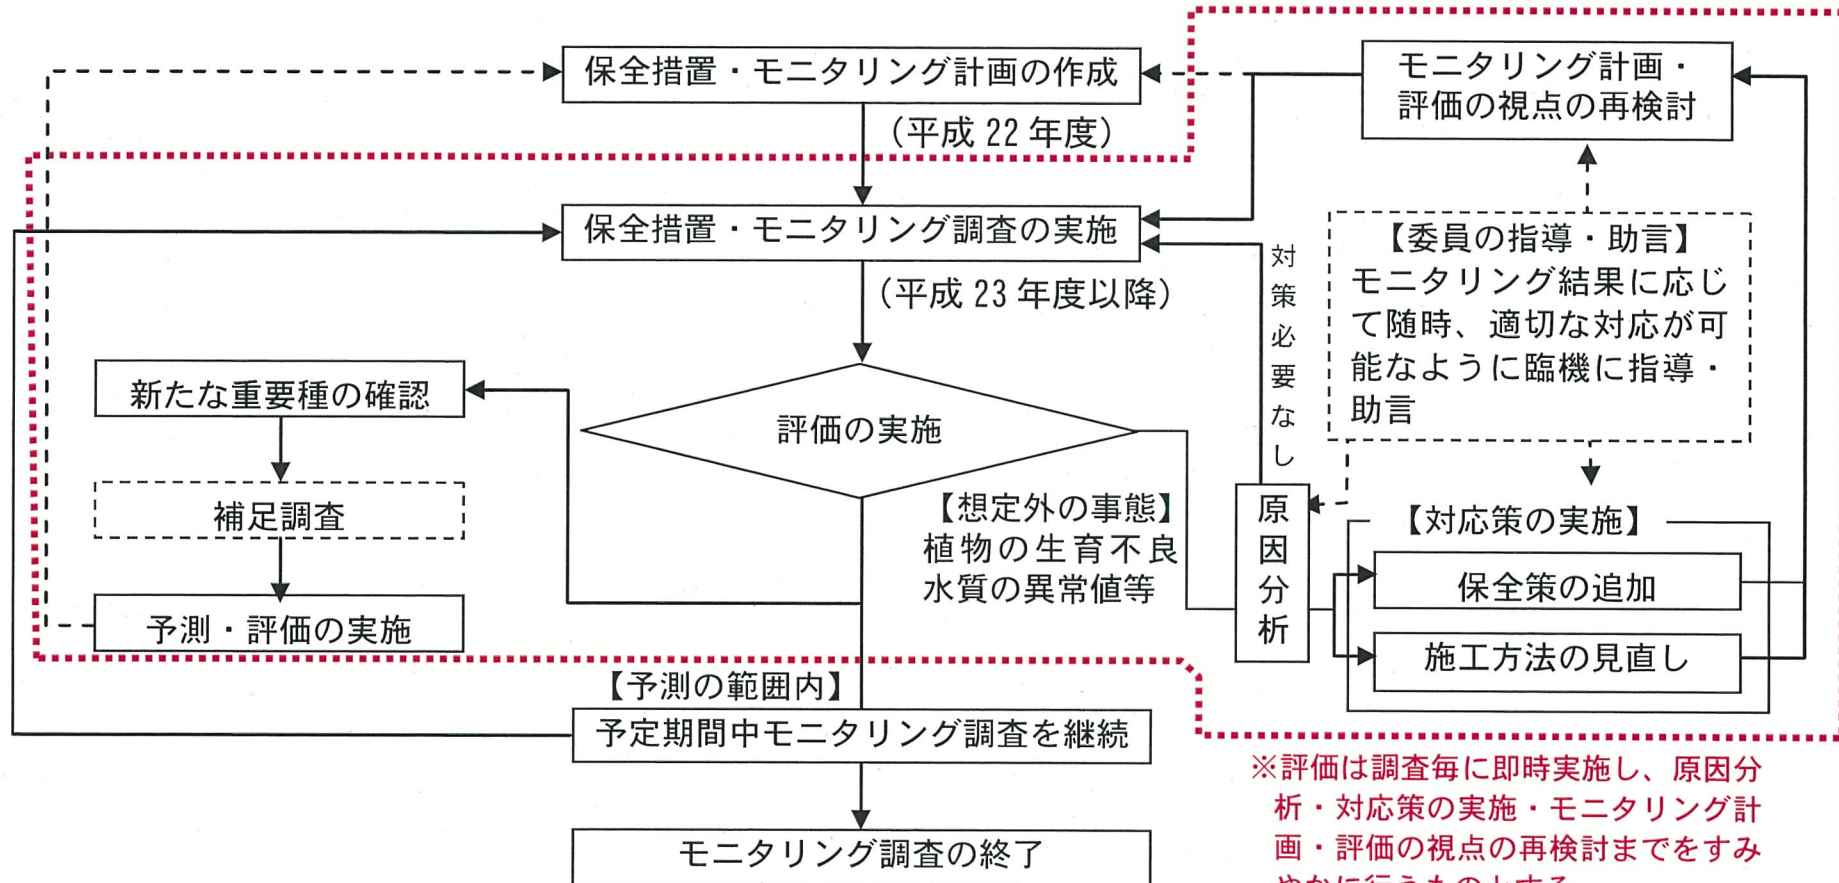 保全措置・モニタリング計画の作成
(平成 22 年度)
モニタリング計画・
評価の視点の再検討
保全措置・モニタリング調査の実施
(平成 23 年度以降)
対策必要なし
【委員の指導・助言】
モニタリング結果に応じ
て随時、適切な対応が可
能なように臨機に指導・
助言
新たな重要種の確認
評価の実施
補足調査
【想定外の事態】
植物の生育不良
水質の異常値等
原因分析
【対応策の実施】
保全策の追加
予測・評価の実施
施工方法の見直し
【予測の範囲内】
予定期間中モニタリング調査を継続
モニタリング調査の終了
※評価は調査毎に即時実施し、原因分
析・対応策の実施・モニタリング計
画・評価の視点の再検討までをすみ
やかに行うものとする